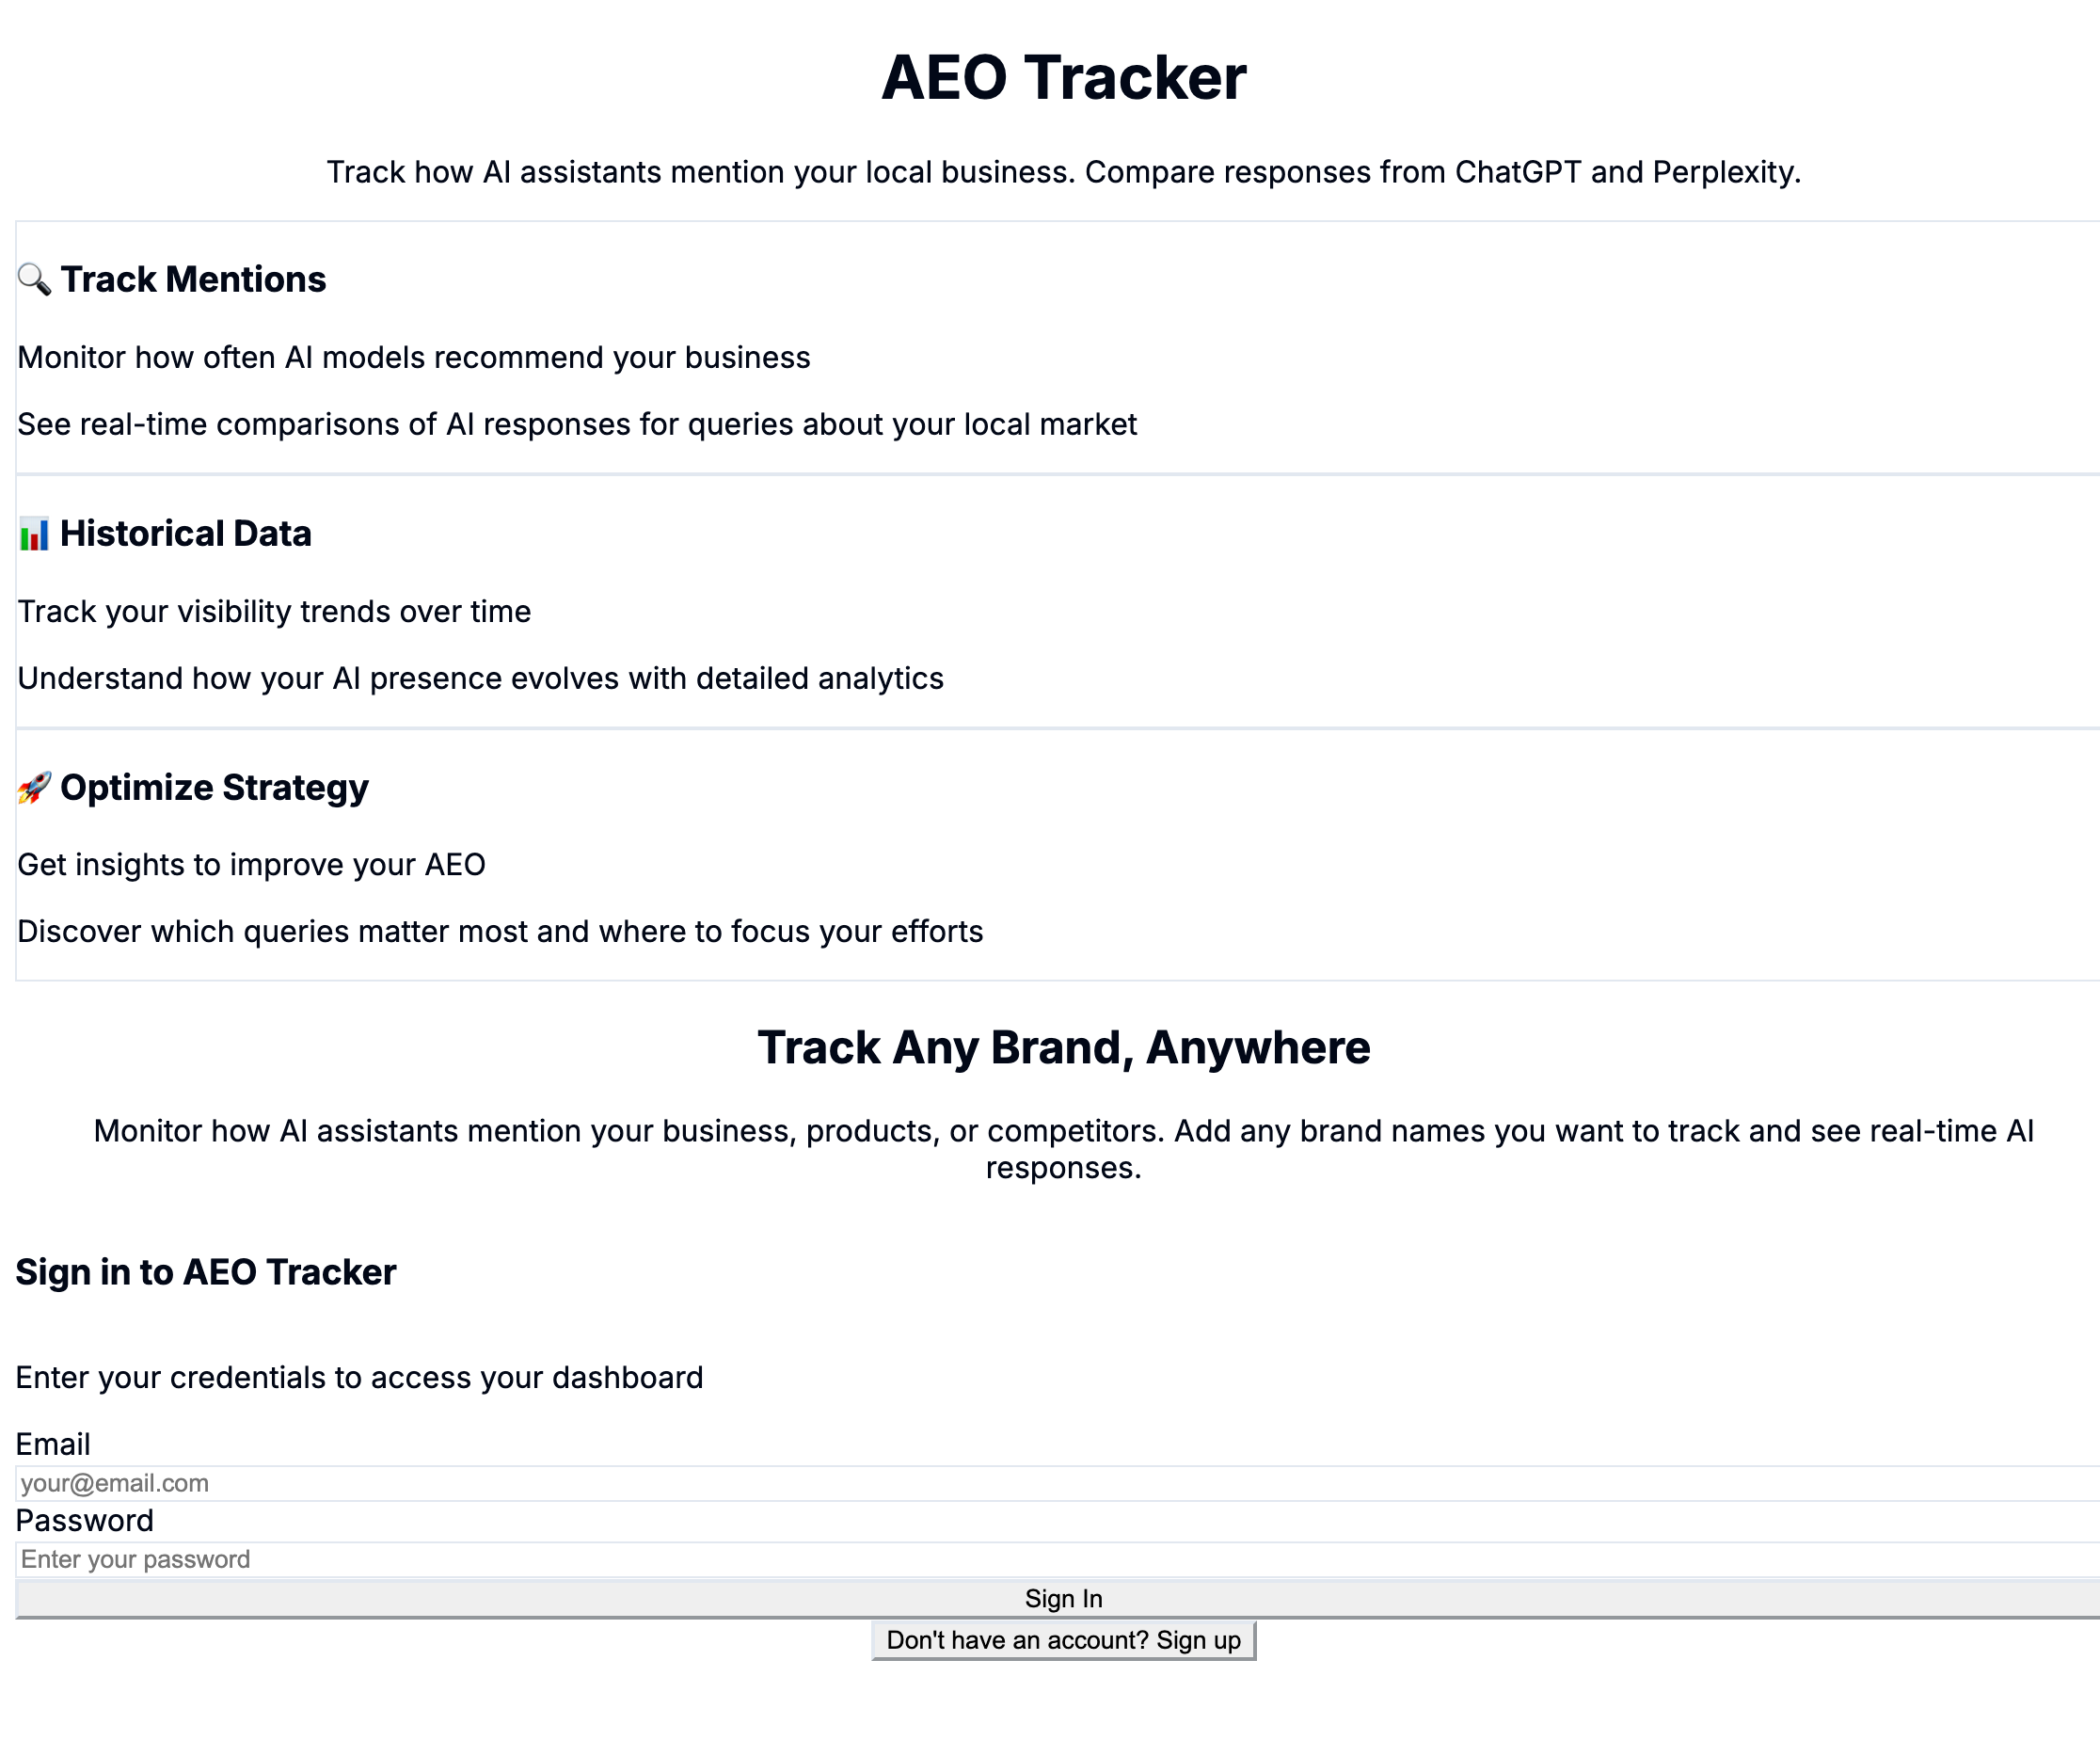 AEO Tracker
Track how AI assistants mention your local business. Compare responses from ChatGPT and Perplexity.
🔍 Track Mentions
Monitor how often AI models recommend your business
See real-time comparisons of AI responses for queries about your local market
📊 Historical Data
Track your visibility trends over time
Understand how your AI presence evolves with detailed analytics
🚀 Optimize Strategy
Get insights to improve your AEO
Discover which queries matter most and where to focus your efforts
Track Any Brand, Anywhere
Monitor how AI assistants mention your business, products, or competitors. Add any brand names you want to track and see real-time AI
responses.
Sign in to AEO Tracker
Enter your credentials to access your dashboard
Email
your@email.com
Password
Enter your password
Sign In
Don't have an account? Sign up